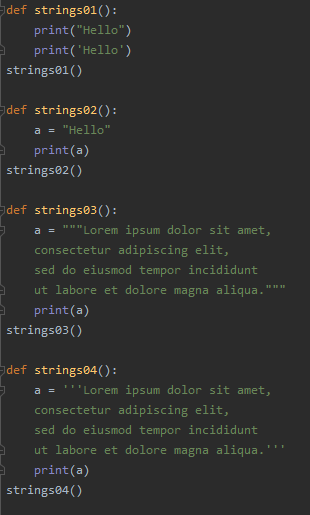 def strings01():
    print("Hello")
    print('Hello')
strings01()

def strings02():
    a = "Hello"
    print(a)
strings02()

def strings03():
    a = """Lorem ipsum dolor sit amet,
    consectetur adipiscing elit,
    sed do eiusmod tempor incididunt
    ut labore et dolore magna aliqua."""
    print(a)
strings03()

def strings04():
    a = '''Lorem ipsum dolor sit amet,
    consectetur adipiscing elit,
    sed do eiusmod tempor incididunt
    ut labore et dolore magna aliqua.'''
    print(a)
strings04()